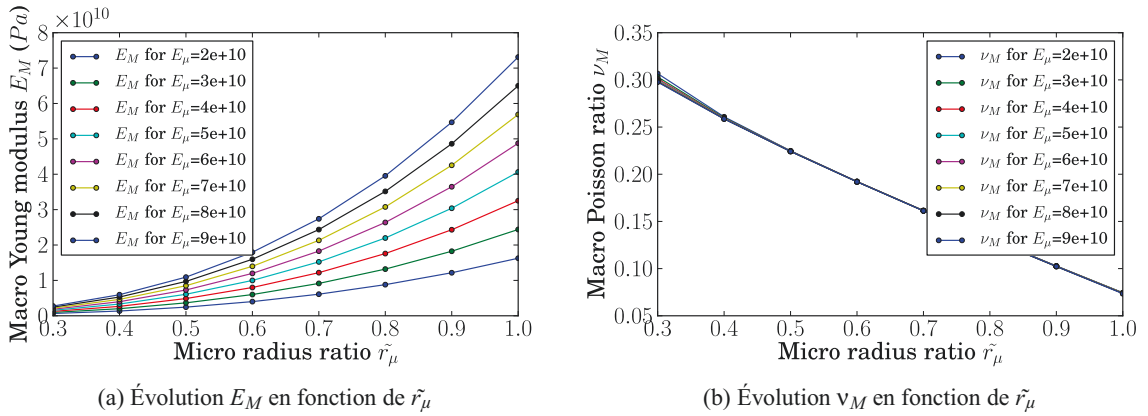 ×10¹⁰
Macro Young modulus E_M (Pa)
8
7
6
5
4
3
2
1
0
E_M for E_μ=2e+10
E_M for E_μ=3e+10
E_M for E_μ=4e+10
E_M for E_μ=5e+10
E_M for E_μ=6e+10
E_M for E_μ=7e+10
E_M for E_μ=8e+10
E_M for E_μ=9e+10
0.3 0.4 0.5 0.6 0.7 0.8 0.9 1.0
Micro radius ratio r̃_μ
(a) Évolution E_M en fonction de r̃_μ
Macro Poisson ratio ν_M
0.35
0.30
0.25
0.20
0.15
0.10
0.05
ν_M for E_μ=2e+10
ν_M for E_μ=3e+10
ν_M for E_μ=4e+10
ν_M for E_μ=5e+10
ν_M for E_μ=6e+10
ν_M for E_μ=7e+10
ν_M for E_μ=8e+10
ν_M for E_μ=9e+10
0.3 0.4 0.5 0.6 0.7 0.8 0.9 1.0
Micro radius ratio r̃_μ
(b) Évolution ν_M en fonction de r̃_μ